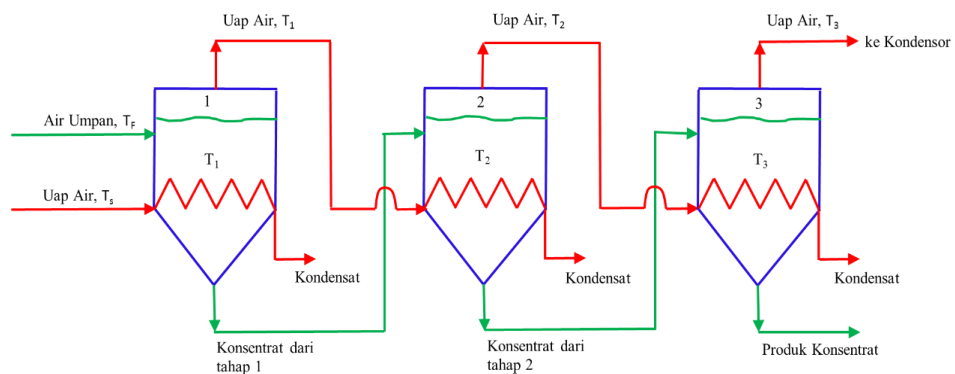 Uap Air, T₁
Uap Air, T₂
Uap Air, T₃
ke Kondensor
1
2
3
Air Umpan, T_F
T₁
T₂
T₃
Uap Air, Tₛ
Kondensat
Kondensat
Kondensat
Konsentrat dari
tahap 1
Konsentrat dari
tahap 2
Produk Konsentrat